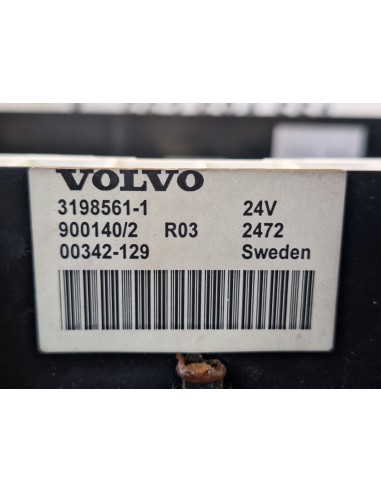 VOLVO
3198561-1 24V
900140/2 R03 2472
00342-129 Sweden